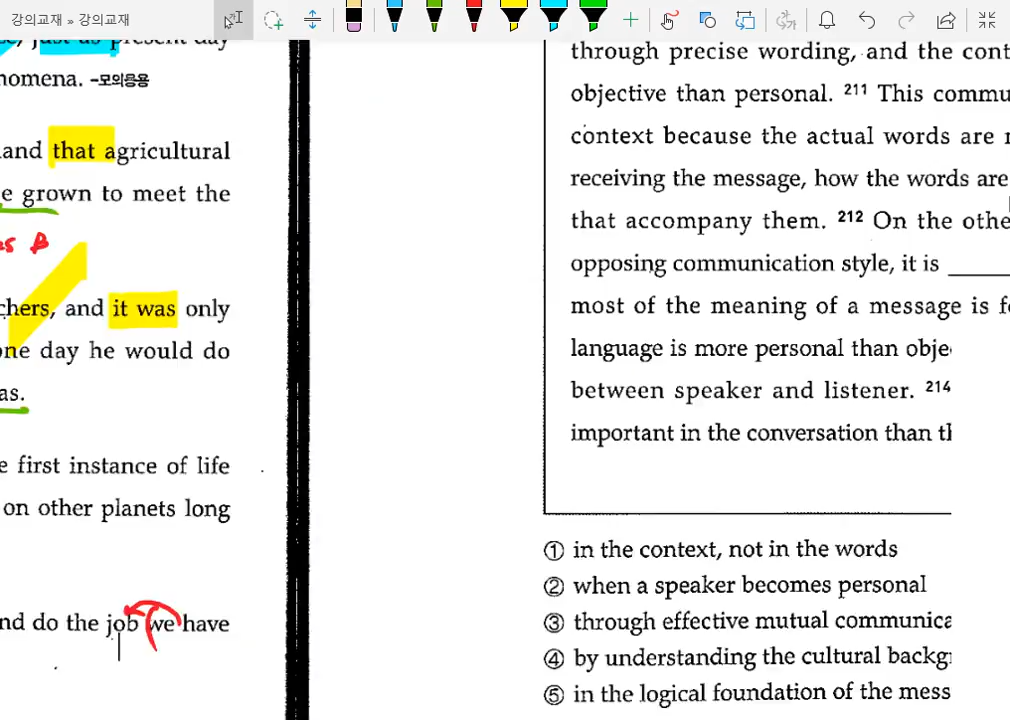 강의교재 » 강의교재
just as present day
nomena. -모의응용
and that agricultural
e grown to meet the
chers, and it was only
one day he would do
as.
e first instance of life
on other planets long
nd do the job we have
through precise wording, and the cont
objective than personal. 211 This commu
context because the actual words are
receiving the message, how the words are
that accompany them. 212 On the othe
opposing communication style, it is ______
most of the meaning of a message is f
language is more personal than obje
between speaker and listener. 214
important in the conversation than t
① in the context, not in the words
② when a speaker becomes personal
③ through effective mutual communica
④ by understanding the cultural backg
⑤ in the logical foundation of the mess